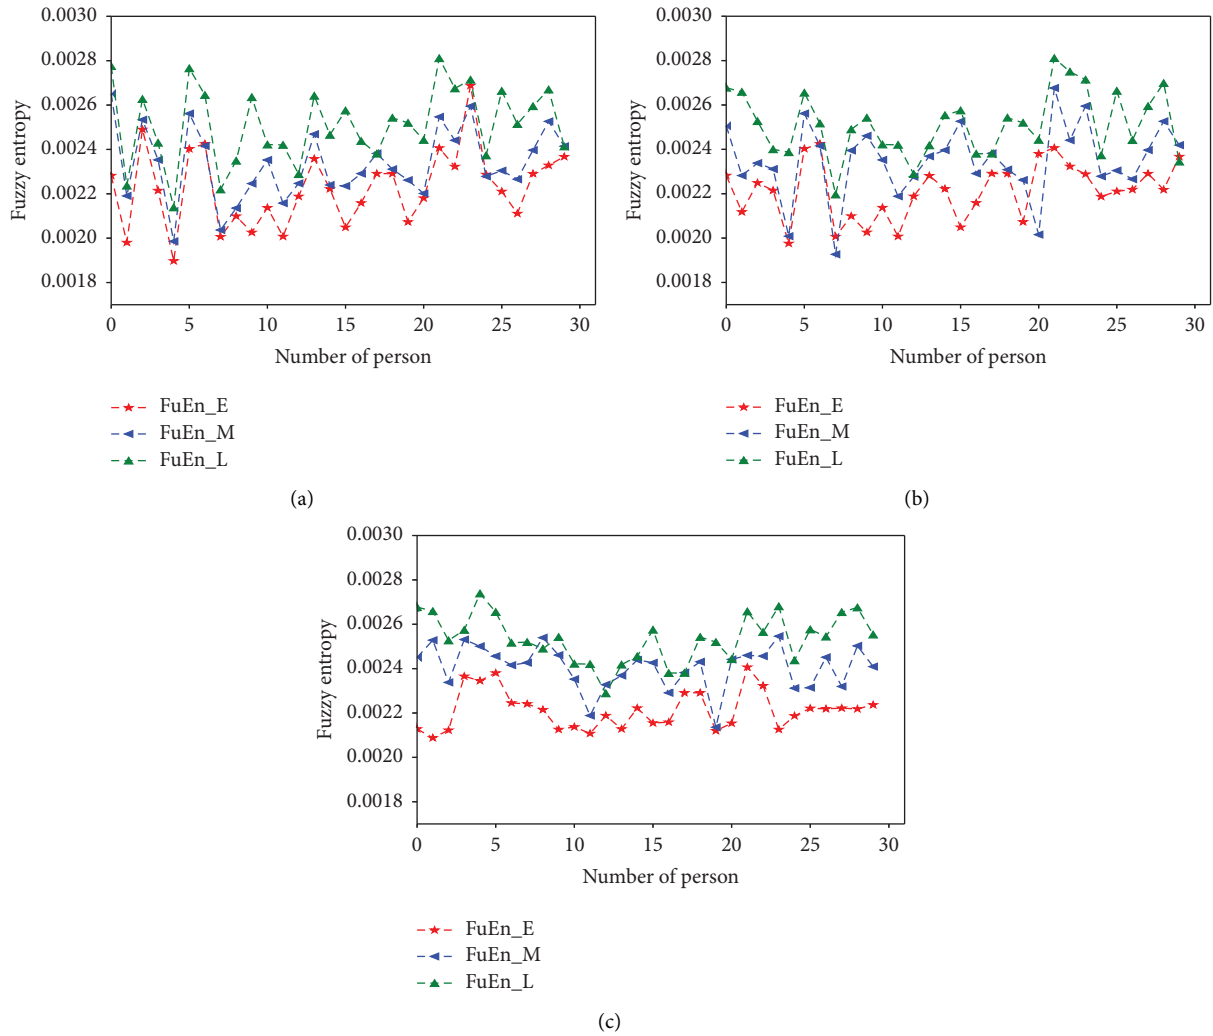 0.0030
0.0028
0.0026
0.0024
0.0022
0.0020
0.0018
Fuzzy entropy
0 5 10 15 20 25 30
Number of person
FuEn_E
FuEn_M
FuEn_L
(a)
0.0030
0.0028
0.0026
0.0024
0.0022
0.0020
0.0018
Fuzzy entropy
0 5 10 15 20 25 30
Number of person
FuEn_E
FuEn_M
FuEn_L
(b)
0.0030
0.0028
0.0026
0.0024
0.0022
0.0020
0.0018
Fuzzy entropy
0 5 10 15 20 25 30
Number of person
FuEn_E
FuEn_M
FuEn_L
(c)